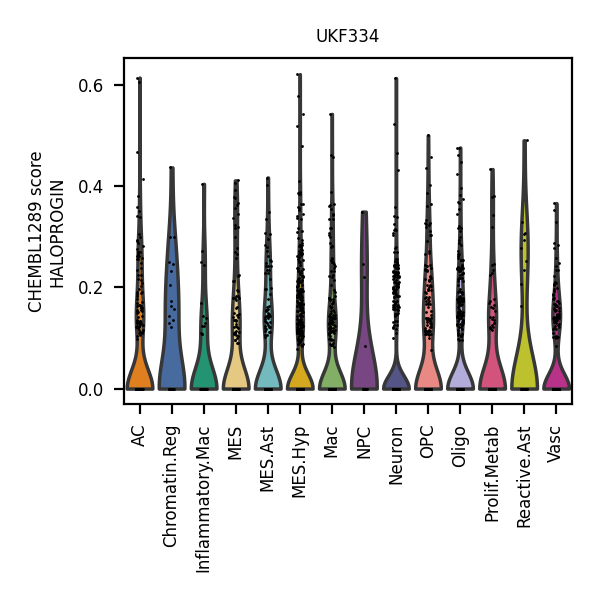 UKF334
CHEMBL1289 score
HALOPROGIN
0.6
0.4
0.2
0.0
AC
Chromatin.Reg
Inflammatory.Mac
MES
MES.Ast
MES.Hyp
Mac
NPC
Neuron
OPC
Oligo
Prolif.Metab
Reactive.Ast
Vasc